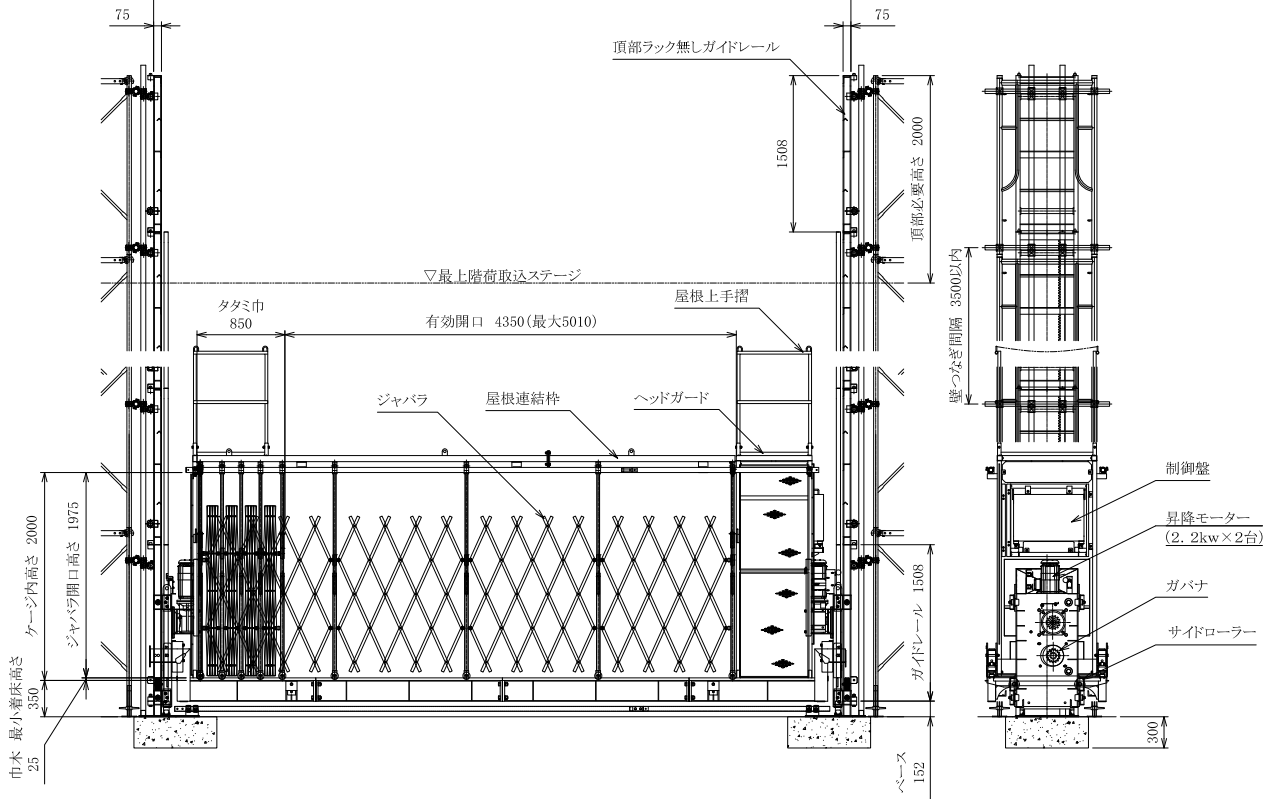 75
75
頂部ラック無しガイドレール
1508
頂部必要高さ 2000
▽最上階荷取込ステージ
壁つなぎ間隔 3500以内
タタミ巾
850
有効開口 4350(最大5010)
屋根上手摺
ジャバラ
屋根連結枠
ヘッドガード
制御盤
昇降モーター
(2.2kw×2台)
ガバナ
サイドローラー
ケージ内高さ 2000
ジャバラ開口高さ 1975
ガイドレール 1508
最小着床高さ
350
巾木
25
ベース
152
300